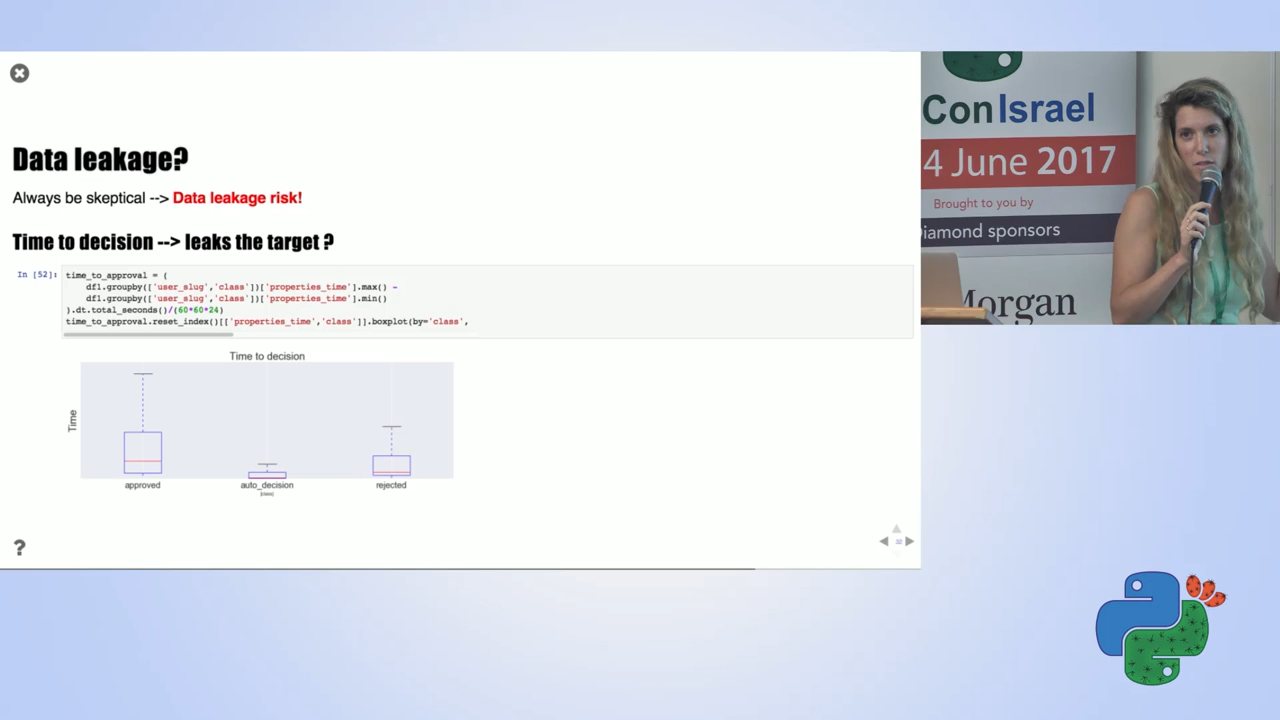 Data leakage?
Always be skeptical --> Data leakage risk!
Time to decision --> leaks the target ?
In [52]:
time_to_approval = (
df1.groupby(['user_slug','class'])['properties_time'].max() -
df1.groupby(['user_slug','class'])['properties_time'].min()
).dt.total_seconds()/(60*60*24)
time_to_approval.reset_index()[['properties_time','class']].boxplot(by='class',
Time to decision
Time
approved
auto_decision
rejected
[class]
?
32
ConIsrael
4 June 2017
Brought to you by
Diamond sponsors
Morgan